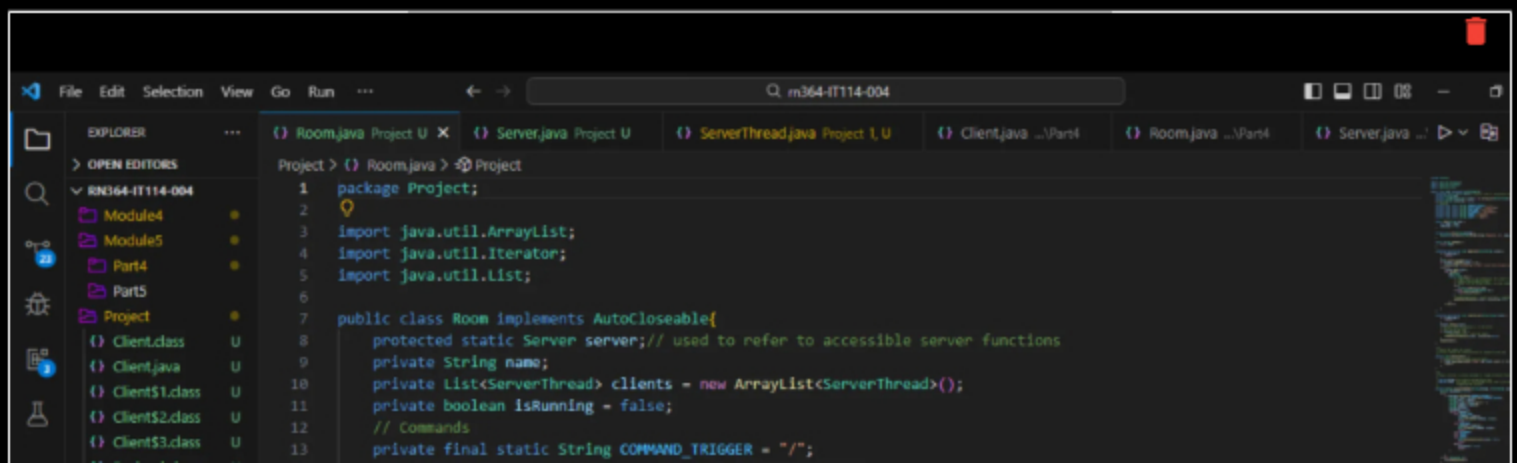 File Edit Selection View Go Run ... rn364-IT114-004
EXPLORER ...
Room.java Project U Server.java Project U ServerThread.java Project 1, U Client.java ...\Part4 Room.java ...\Part4 Server.java ...\
OPEN EDITORS
Project > Room.java > Project
RN364-IT114-004
Module4
Module5
Part4
Part5
Project
Client.class U
Client.java U
Client$1.class U
Client$2.class U
Client$3.class U
23
3
1 package Project;
2
3 import java.util.ArrayList;
4 import java.util.Iterator;
5 import java.util.List;
6
7 public class Room implements AutoCloseable{
8 protected static Server server;// used to refer to accessible server functions
9 private String name;
10 private List<ServerThread> clients = new ArrayList<ServerThread>();
11 private boolean isRunning = false;
12 // Commands
13 private final static String COMMAND_TRIGGER = "/";